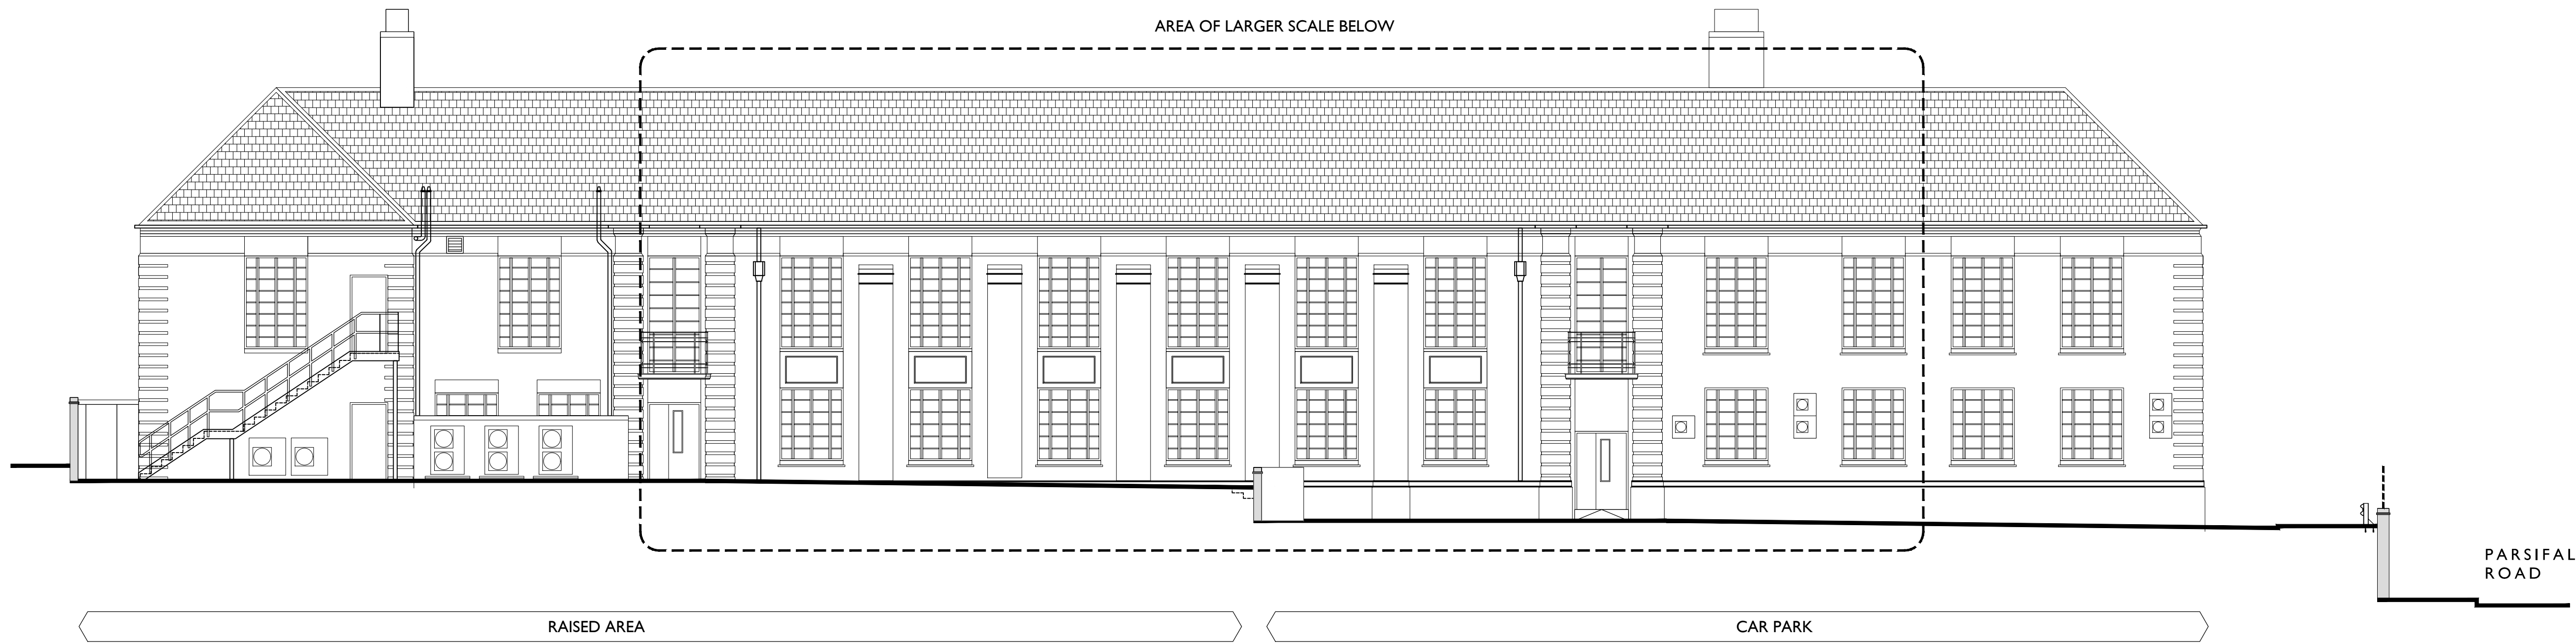 AREA OF LARGER SCALE BELOW
PARSIFAL
ROAD
RAISED AREA
CAR PARK